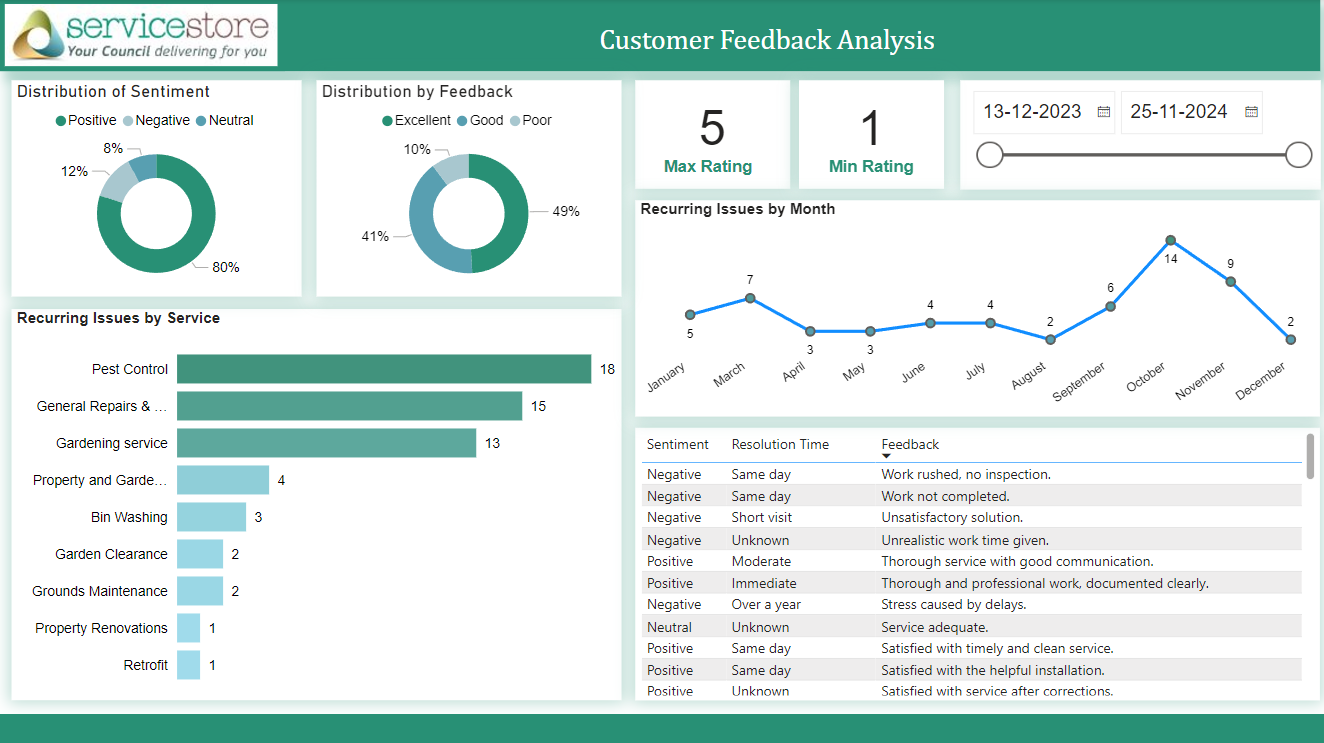 servicestore
Your Council delivering for you
Customer Feedback Analysis
Distribution of Sentiment
Positive Negative Neutral
8%
12%
80%
Distribution by Feedback
Excellent Good Poor
10%
49%
41%
5
Max Rating
1
Min Rating
13-12-2023 25-11-2024
Recurring Issues by Service
Pest Control 18
General Repairs & ... 15
Gardening service 13
Property and Garde... 4
Bin Washing 3
Garden Clearance 2
Grounds Maintenance 2
Property Renovations 1
Retrofit 1
Recurring Issues by Month
5 7 3 3 4 4 2 6 14 9 2
January March April May June July August September October November December
Sentiment Resolution Time Feedback
Negative Same day Work rushed, no inspection.
Negative Same day Work not completed.
Negative Short visit Unsatisfactory solution.
Negative Unknown Unrealistic work time given.
Positive Moderate Thorough service with good communication.
Positive Immediate Thorough and professional work, documented clearly.
Negative Over a year Stress caused by delays.
Neutral Unknown Service adequate.
Positive Same day Satisfied with timely and clean service.
Positive Same day Satisfied with the helpful installation.
Positive Unknown Satisfied with service after corrections.